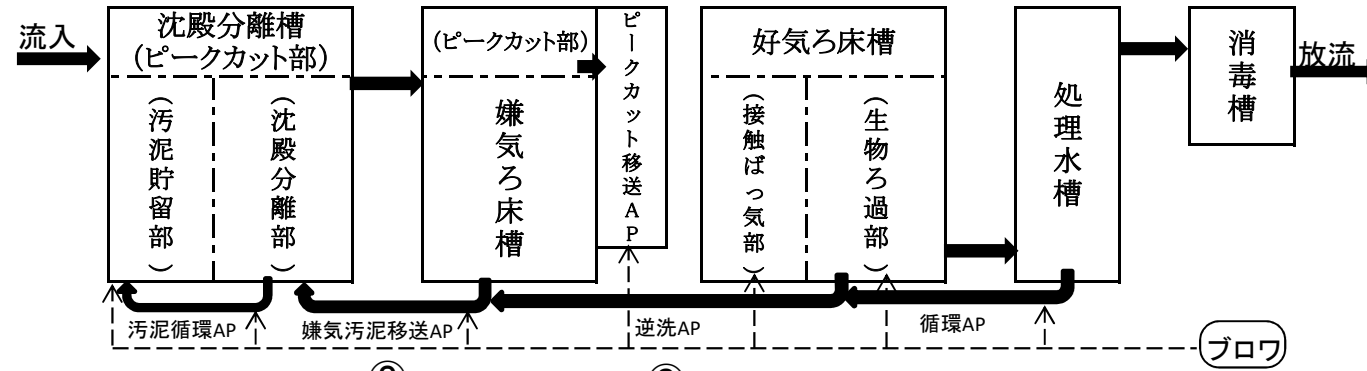 流入
沈殿分離槽
(ピークカット部)
(汚泥貯留部)
(沈殿分離部)
(ピークカット部)
嫌気ろ床槽
ピークカット移送AP
好気ろ床槽
(接触ばっ気部)
(生物ろ過部)
処理水槽
消毒槽
放流
汚泥循環AP
嫌気汚泥移送AP
逆洗AP
循環AP
ブロワ